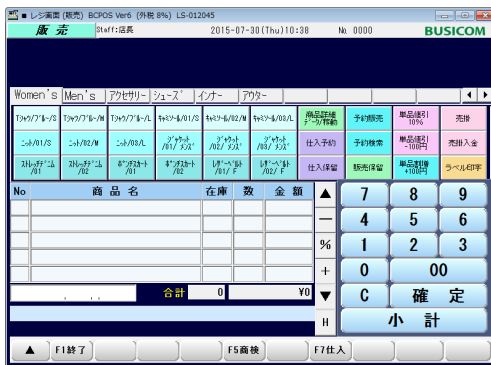 レジ画面 (販売) BCPOS Ver6 (外税 8%) LS-012045
販 売 Staff:店長 2015-07-30(Thu)10:38 No. 0000 BUSICOM
Women's Men's アクセサリー シューズ インナー アウター
Tシャツ/ブルー/S Tシャツ/ブルー/M Tシャツ/ブルー/L キャミソール/01/S キャミソール/02/M キャミソール/03/L 商品詳細 データ/移動 予約販売 単品値引 10% 売掛
ニット/01/S ニット/02/M ニット/03/L ジャケット /01/ メンズ ジャケット /02/ メンズ ジャケット /03/ メンズ 仕入予約 予約検索 単品値引 -100円 売掛入金
ストレッチデニム /01 ストレッチデニム /02 ボックススカート /01 ボックススカート /02 レザーベルト /01/ F レザーベルト /02/ F 仕入保留 販売保留 単品割増 +100円 ラベル印字
No 商 品 名 在庫 数 金 額 ▲ 7 8 9
— 4 5 6
% 1 2 3
+ 0 00
合計 0 ¥0 ▼ C 確 定
H 小 計
▲ F1終了 F5商検 F7仕入